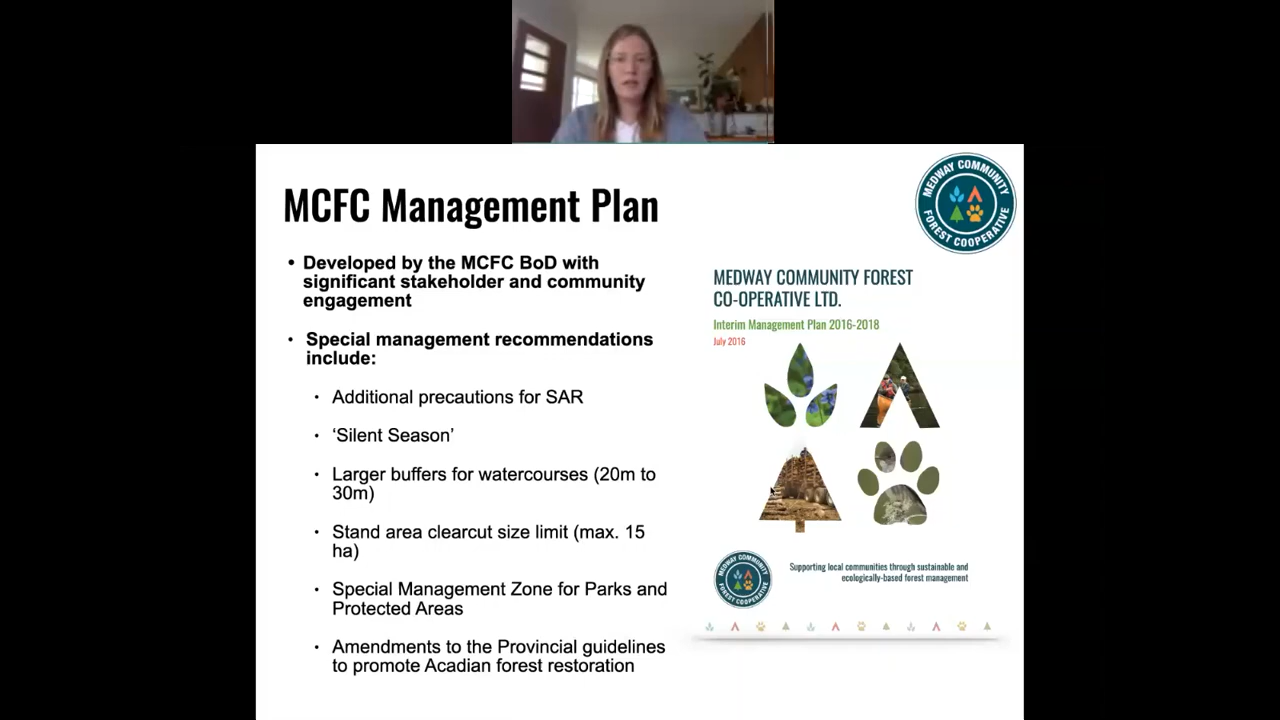 MEDWAY COMMUNITY
FOREST COOPERATIVE
MCFC Management Plan
• Developed by the MCFC BoD with
significant stakeholder and community
engagement
• Special management recommendations
include:
• Additional precautions for SAR
• ‘Silent Season’
• Larger buffers for watercourses (20m to
30m)
• Stand area clearcut size limit (max. 15
ha)
• Special Management Zone for Parks and
Protected Areas
• Amendments to the Provincial guidelines
to promote Acadian forest restoration
MEDWAY COMMUNITY FOREST
CO-OPERATIVE LTD.
Interim Management Plan 2016-2018
July 2016
MEDWAY COMMUNITY
FOREST COOPERATIVE
Supporting local communities through sustainable and
ecologically-based forest management